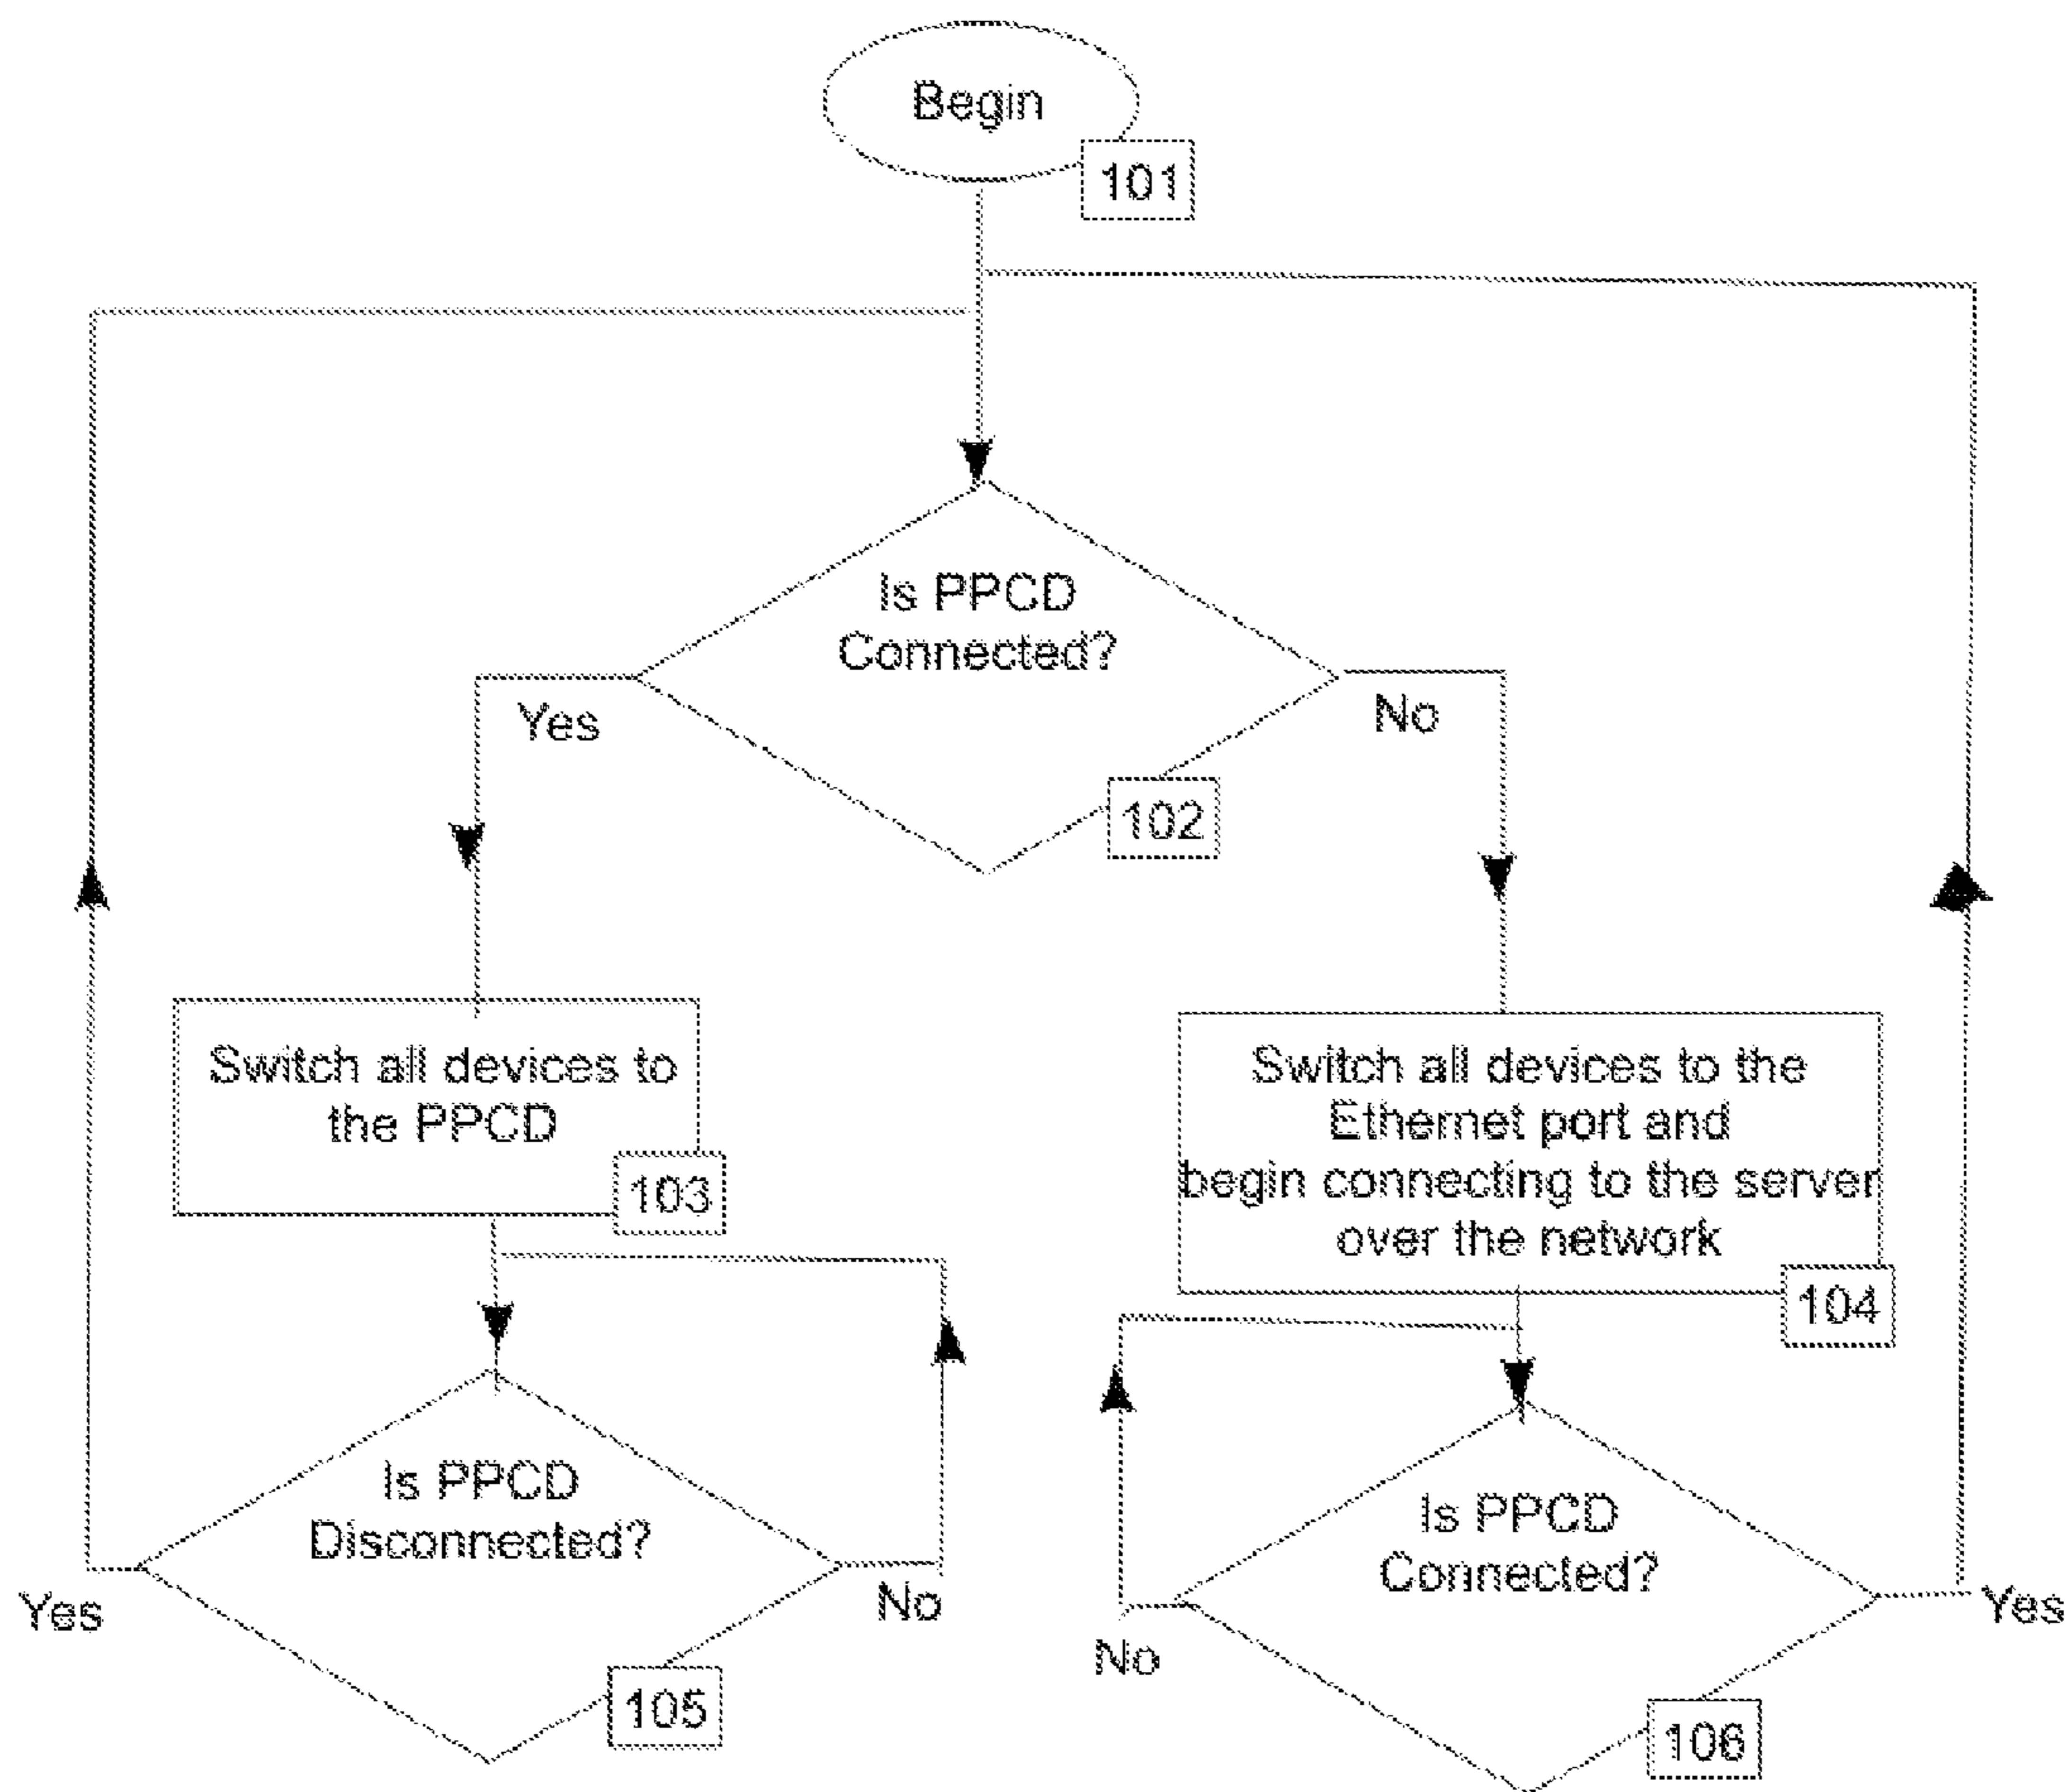 Begin
101
Is PPCD
Connected?
Yes
No
102
Switch all devices to
the PPCD
103
Switch all devices to the
Ethernet port and
begin connecting to the server
over the network
104
Is PPCD
Disconnected?
Yes
No
105
Is PPCD
Connected?
No
Yes
106